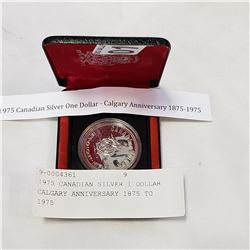 1975 Canadian Silver One Dollar - Calgary Anniversary 1875-1975
9-0004361 9
1975 CANADIAN SILVER 1 DOLLAR
CALGARY ANNIVERSARY 1875 TO
1975